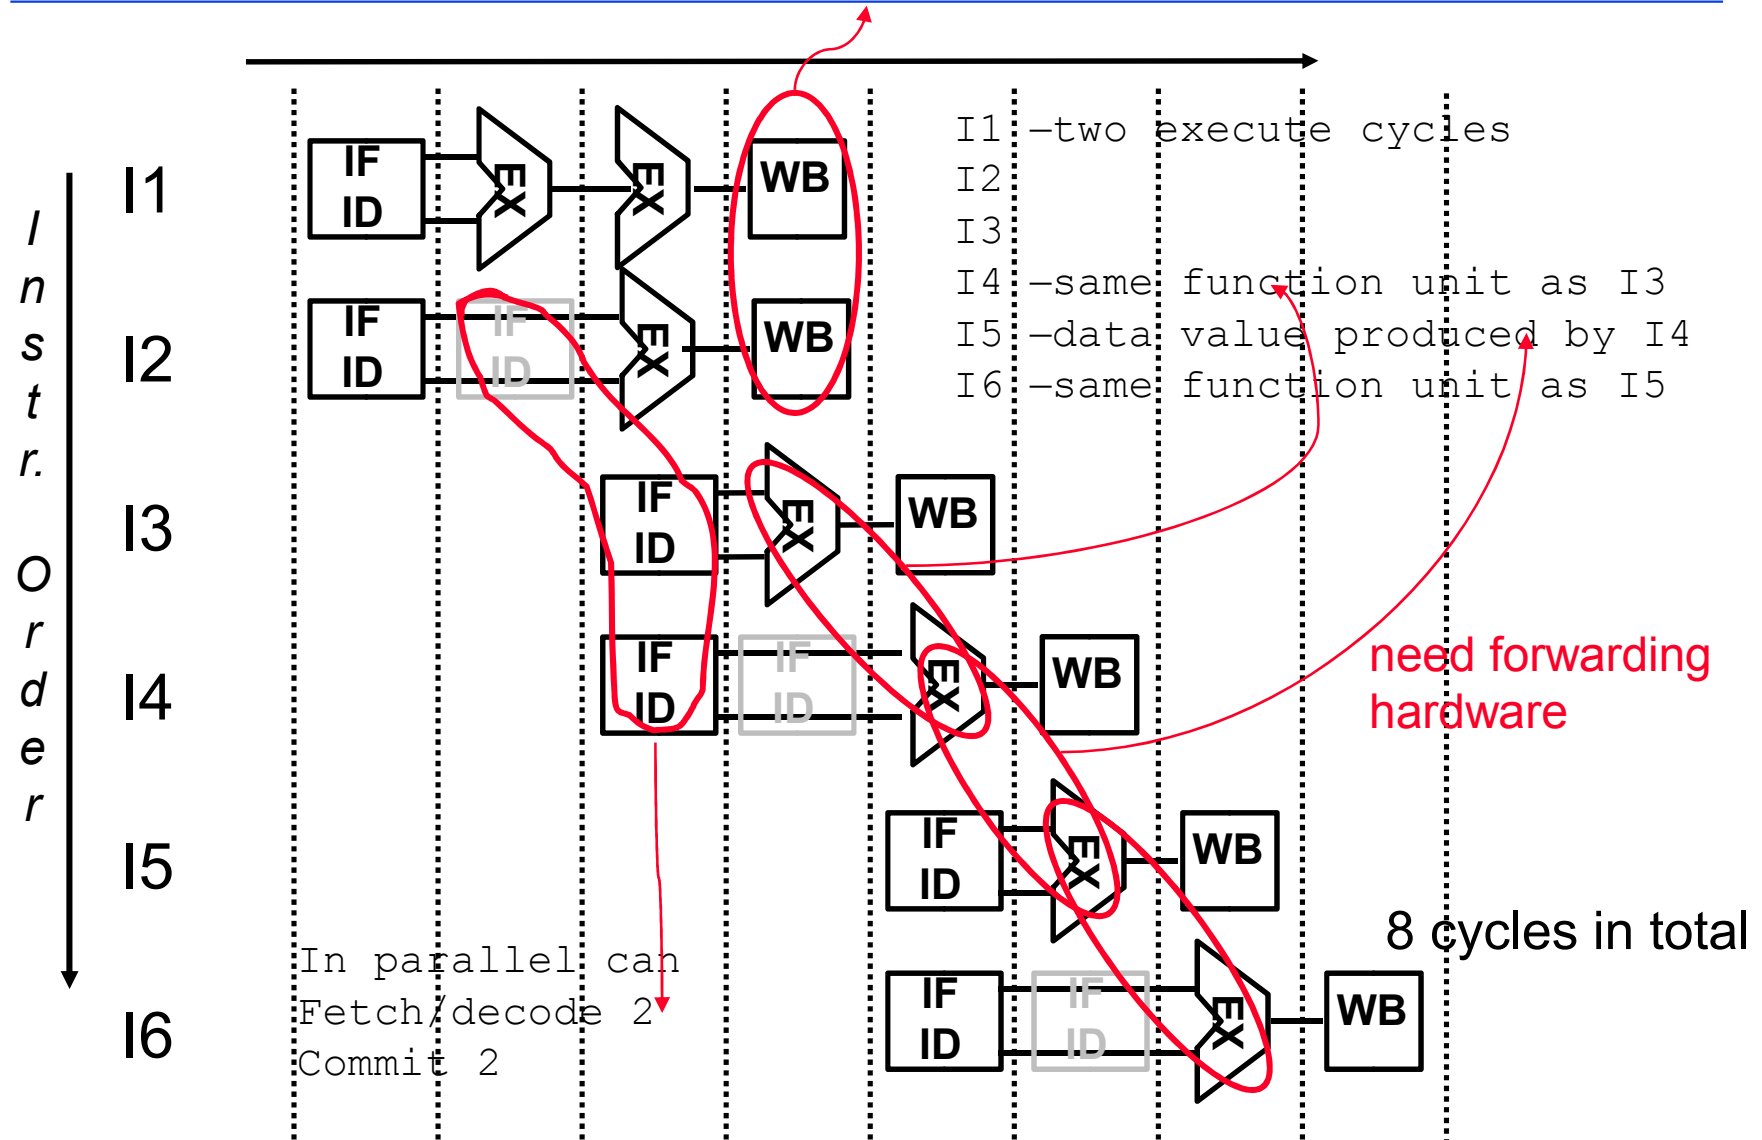 I1 –two execute cycles
I2
I3
I4 –same function unit as I3
I5 –data value produced by I4
I6 –same function unit as I5
Instr. Order
I1
IF
ID
EX
EX
WB
I2
IF
ID
IF
ID
EX
WB
I3
IF
ID
EX
WB
I4
IF
ID
IF
ID
EX
WB
need forwarding
hardware
I5
IF
ID
EX
WB
8 cycles in total
I6
IF
ID
IF
ID
EX
WB
In parallel can
Fetch/decode 2
Commit 2